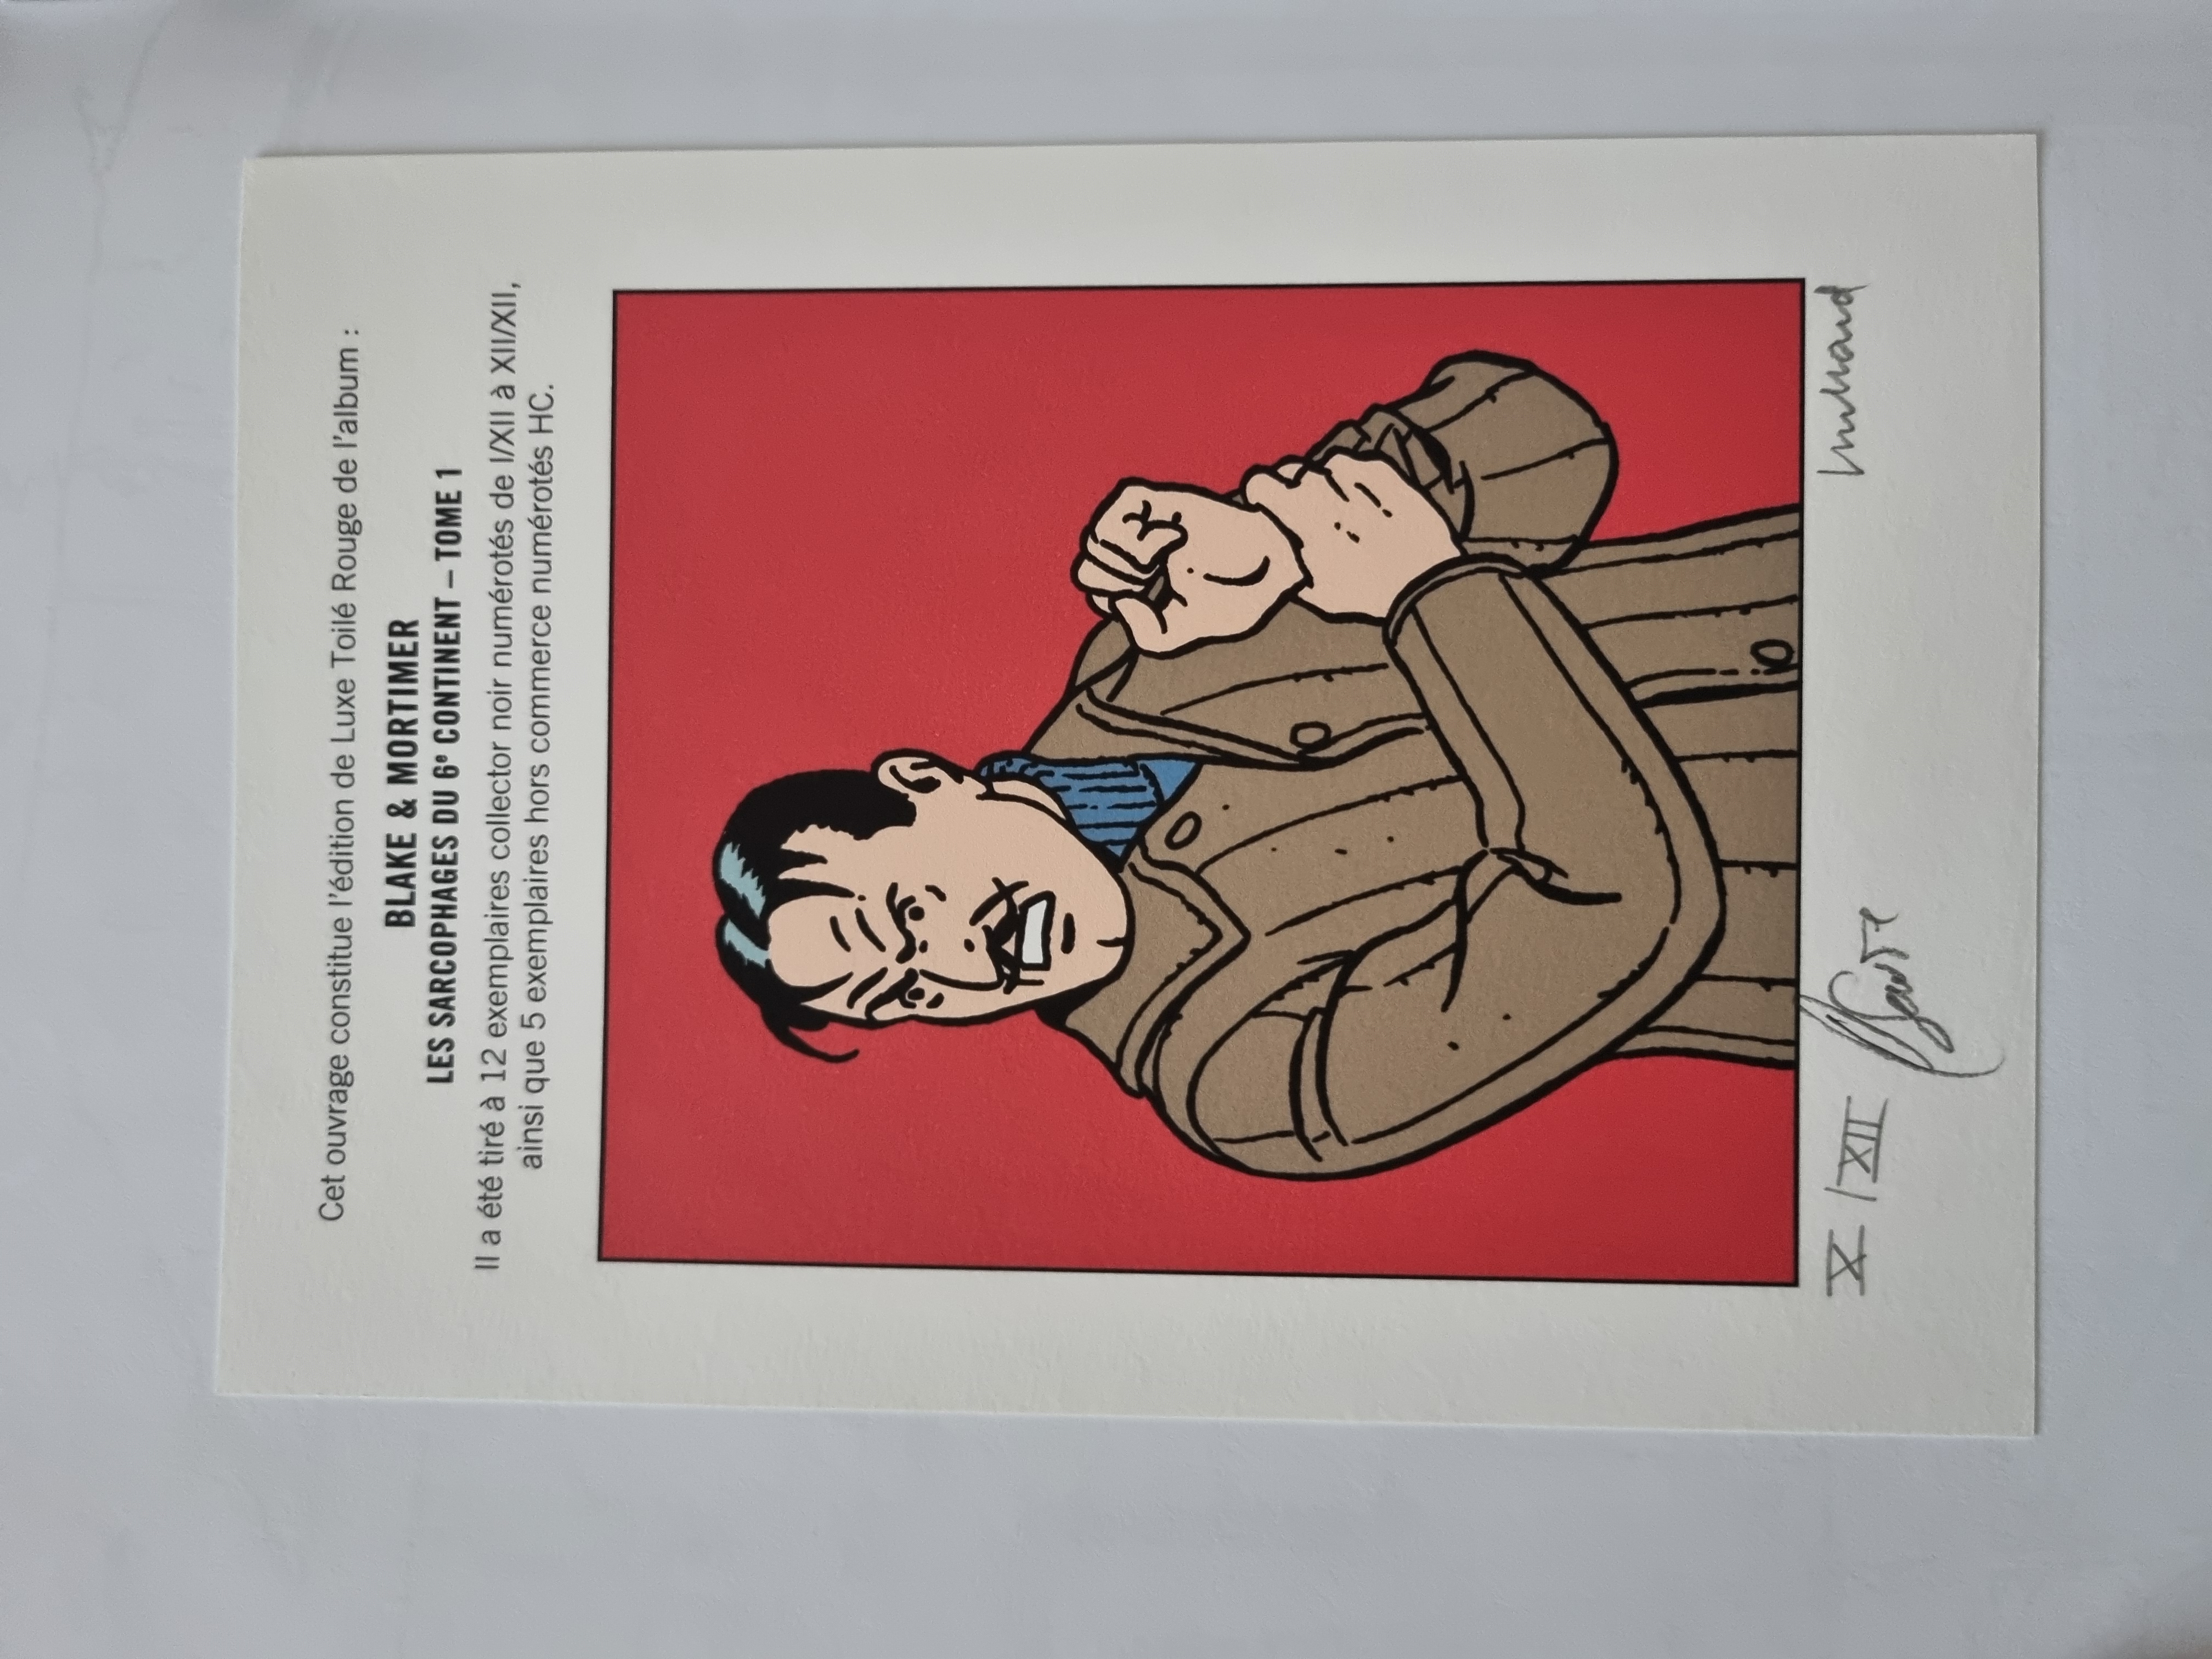 Cet ouvrage constitue l'édition de Luxe Toilé Rouge de l'album :
BLAKE & MORTIMER
LES SARCOPHAGES DU 6e CONTINENT – TOME 1
Il a été tiré à 12 exemplaires collector noir numérotés de I/XII à XII/XII,
ainsi que 5 exemplaires hors commerce numérotés HC.
X / XII